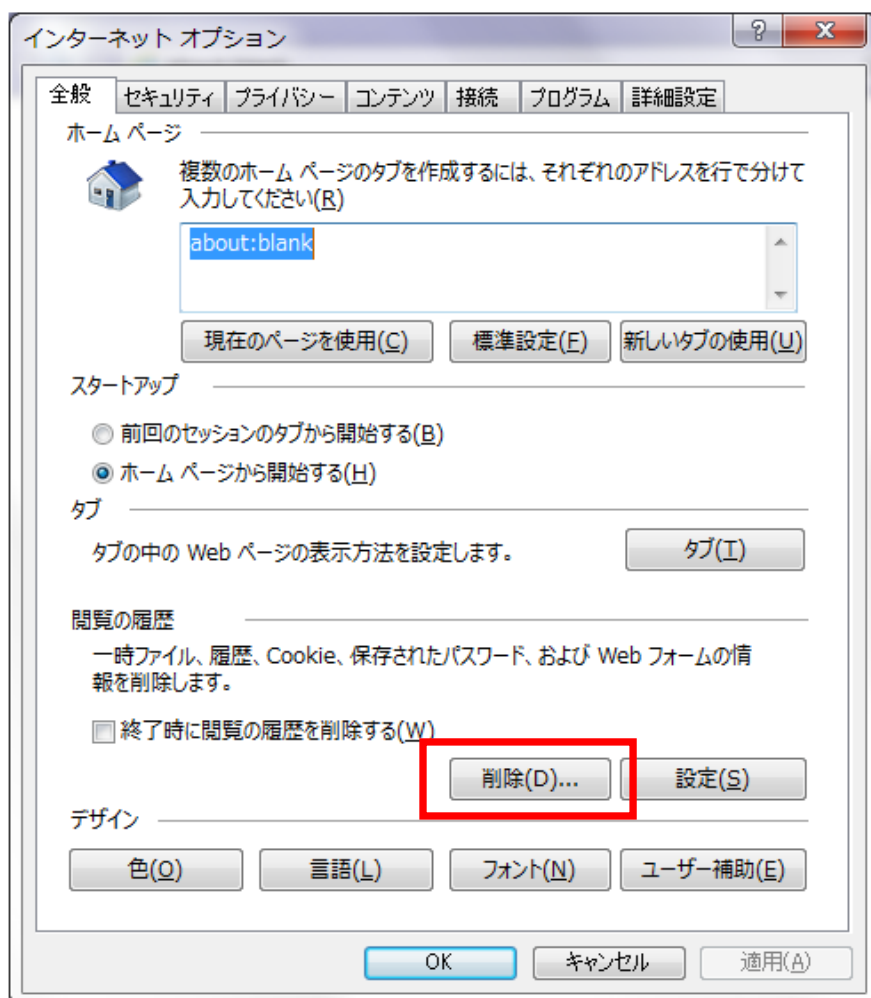 インターネット オプション
全般 セキュリティ プライバシー コンテンツ 接続 プログラム 詳細設定
ホーム ページ
複数のホーム ページのタブを作成するには、それぞれのアドレスを行で分けて
入力してください(R)
about:blank
現在のページを使用(C) 標準設定(F) 新しいタブの使用(U)
スタートアップ
前回のセッションのタブから開始する(B)
ホーム ページから開始する(H)
タブ
タブの中の Web ページの表示方法を設定します。 タブ(T)
閲覧の履歴
一時ファイル、履歴、Cookie、保存されたパスワード、および Web フォームの情
報を削除します。
終了時に閲覧の履歴を削除する(W)
削除(D)... 設定(S)
デザイン
色(O) 言語(L) フォント(N) ユーザー補助(E)
OK キャンセル 適用(A)